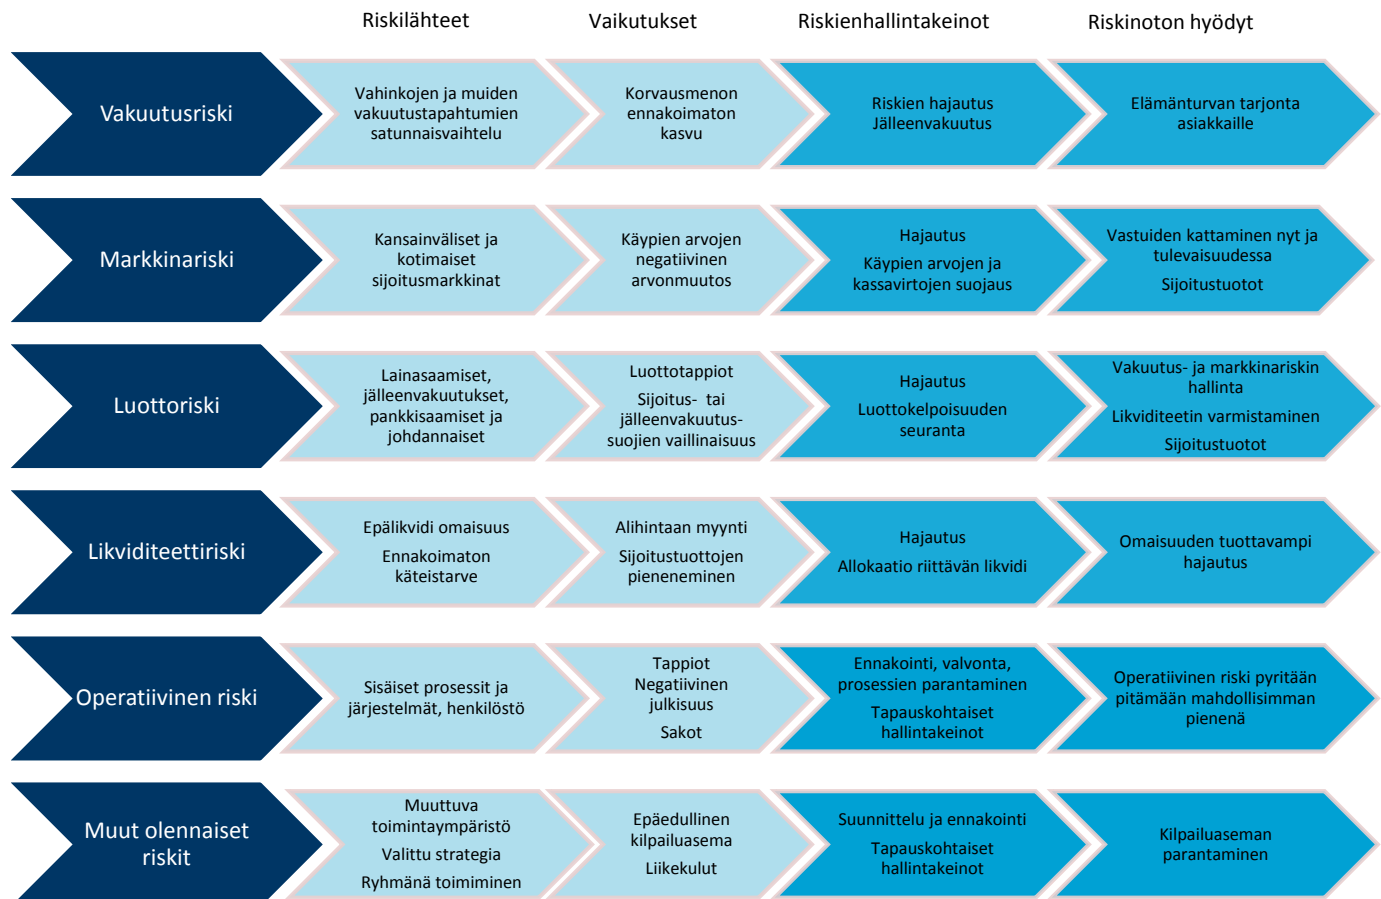 Riskilähteet
Vaikutukset
Riskienhallintakeinot
Riskinoton hyödyt
Vakuutusriski
Vahinkojen ja muiden
vakuutustapahtumien
satunnaisvaihtelu
Korvausmenon
ennakoimaton
kasvu
Riskien hajautus
Jälleenvakuutus
Elämänturvan tarjonta
asiakkaille
Markkinariski
Kansainväliset ja
kotimaiset
sijoitusmarkkinat
Käypien arvojen
negatiivinen
arvonmuutos
Hajautus
Käypien arvojen ja
kassavirtojen suojaus
Vastuiden kattaminen nyt ja
tulevaisuudessa
Sijoitustuotot
Luottoriski
Lainasaamiset,
jälleenvakuutukset,
pankkisaamiset ja
johdannaiset
Luottotappiot
Sijoitus- tai
jälleenvakuutus-
suojien vaillinaisuus
Hajautus
Luottokelpoisuuden
seuranta
Vakuutus- ja markkinariskin
hallinta
Likviditeetin varmistaminen
Sijoitustuotot
Likviditeettiriski
Epälikvidi omaisuus
Ennakoimaton
käteistarve
Alihintaan myynti
Sijoitustuottojen
pieneneminen
Hajautus
Allokaatio riittävän likvidi
Omaisuuden tuottavampi
hajautus
Operatiivinen riski
Sisäiset prosessit ja
järjestelmät, henkilöstö
Tappiot
Negatiivinen
julkisuus
Sakot
Ennakointi, valvonta,
prosessien parantaminen
Tapauskohtaiset
hallintakeinot
Operatiivinen riski pyritään
pitämään mahdollisimman
pienenä
Muut olennaiset
riskit
Muuttuva
toimintaympäristö
Valittu strategia
Ryhmänä toimiminen
Epäedullinen
kilpailuasema
Liikekulut
Suunnittelu ja ennakointi
Tapauskohtaiset
hallintakeinot
Kilpailuaseman
parantaminen